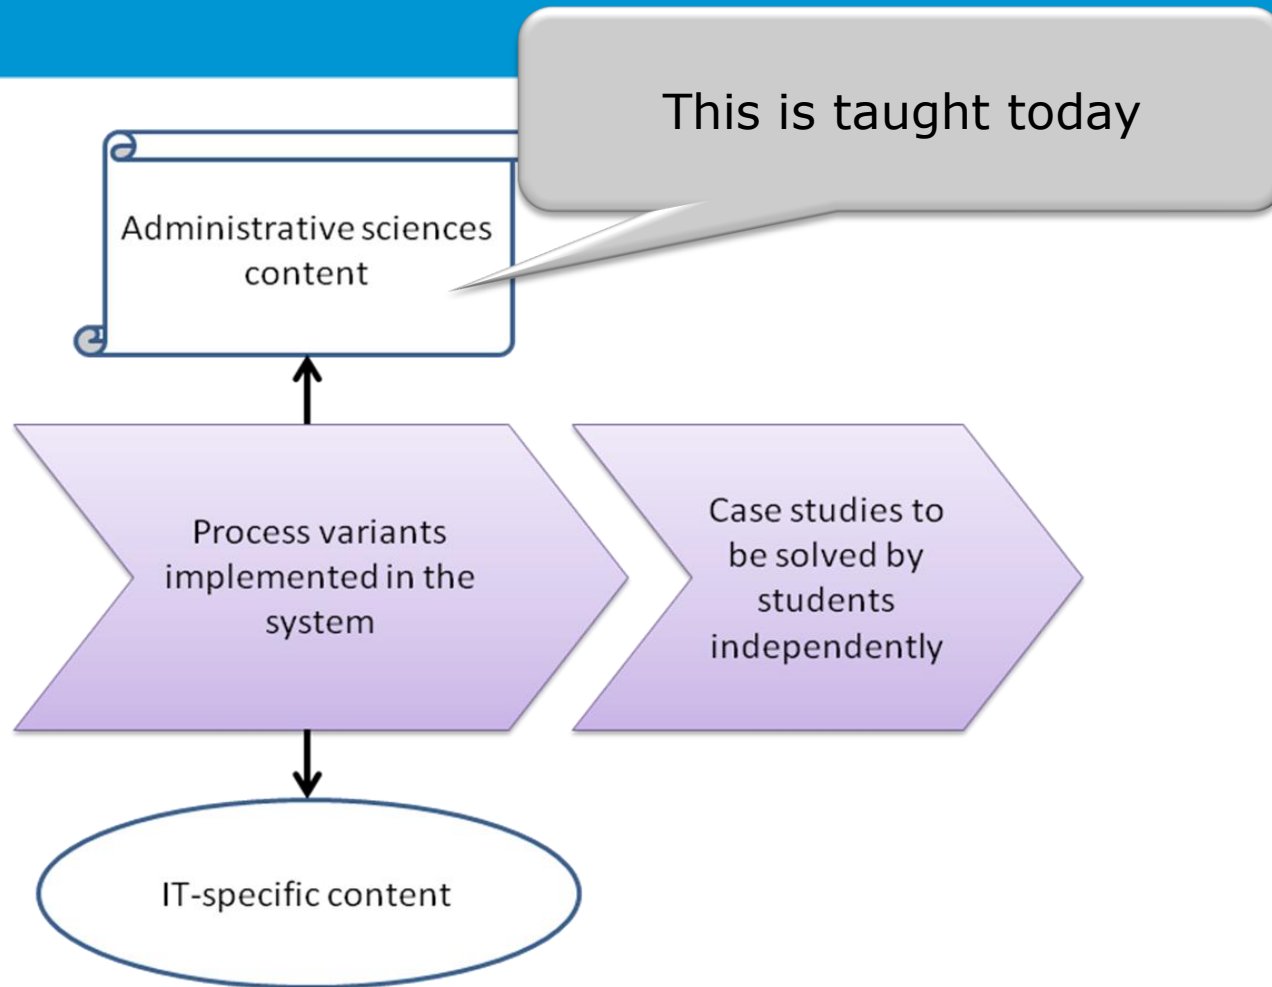 This is taught today
Administrative sciences
content
Process variants
implemented in the
system
Case studies to
be solved by
students
independently
IT-specific content